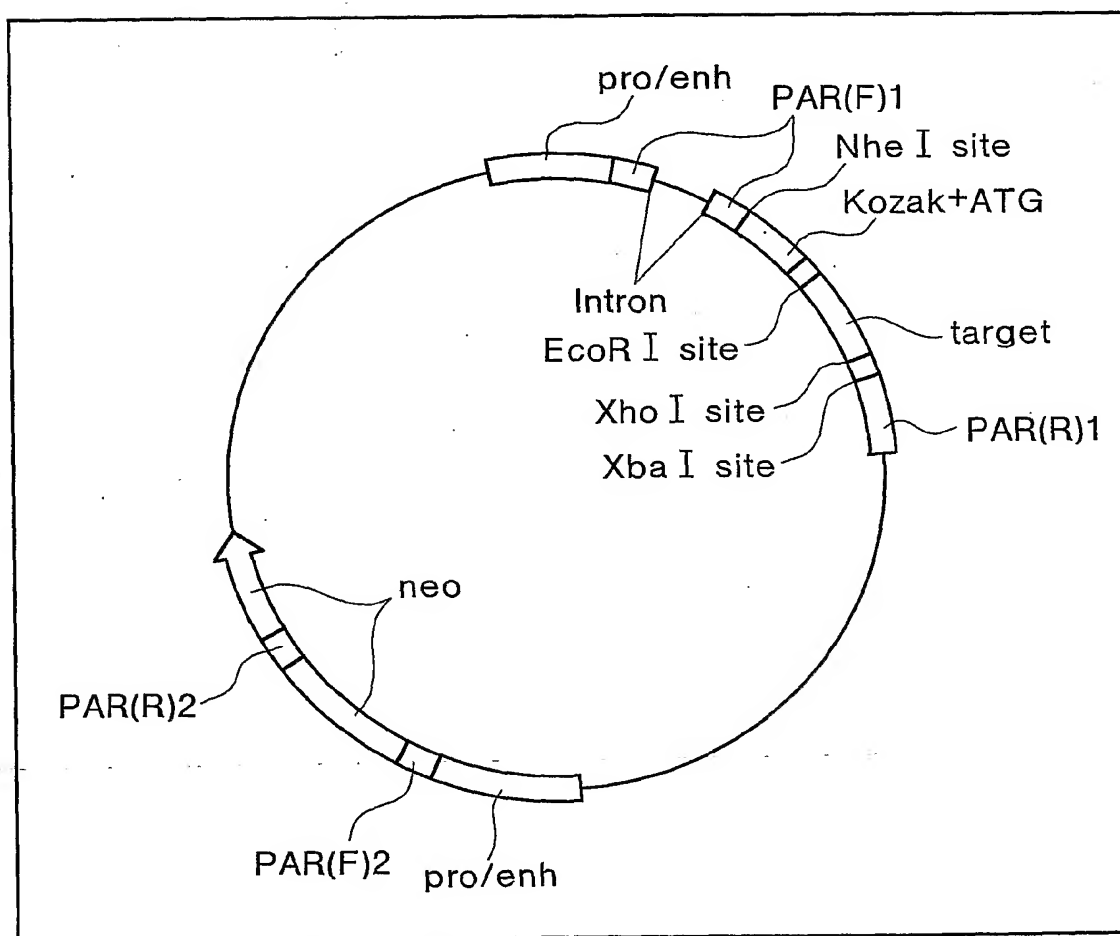 pro/enh
PAR(F)1
Nhe I site
Kozak+ATG
Intron
EcoR I site
target
Xho I site
PAR(R)1
Xba I site
neo
PAR(R)2
PAR(F)2
pro/enh